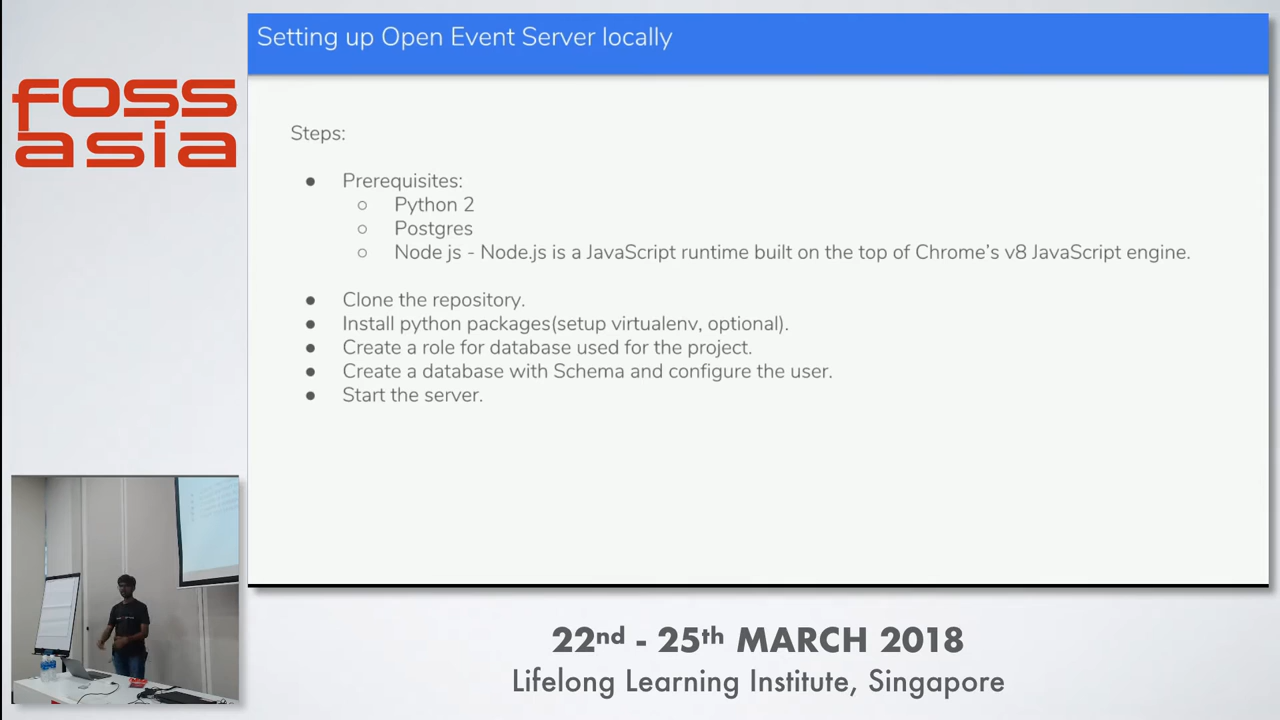 Setting up Open Event Server locally
foss
asia
Steps:
Prerequisites:
Python 2
Postgres
Node js - Node.js is a JavaScript runtime built on the top of Chrome's v8 JavaScript engine.
Clone the repository.
Install python packages(setup virtualenv, optional).
Create a role for database used for the project.
Create a database with Schema and configure the user.
Start the server.
22nd - 25th MARCH 2018
Lifelong Learning Institute, Singapore